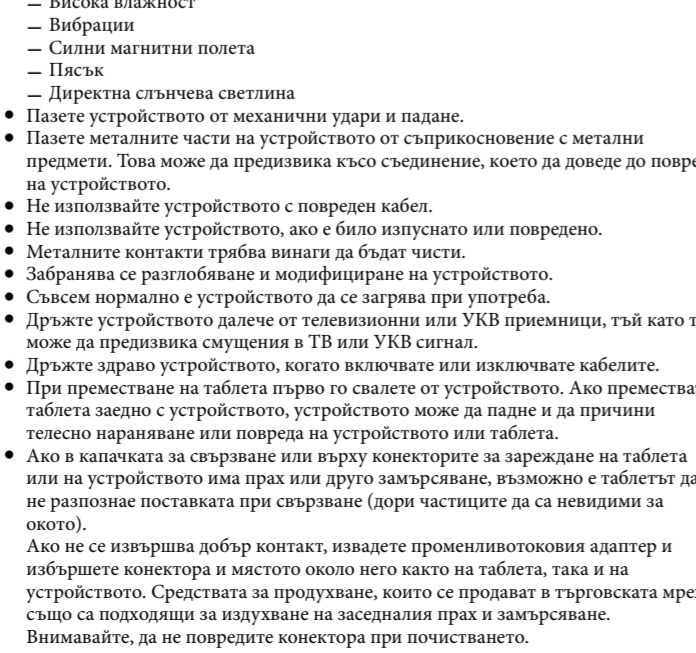 – Висока влажност
– Вибрации
– Силни магнитни полета
– Пясък
– Директна слънчева светлина
• Пазете устройството от механични удари и падане.
• Пазете металните части на устройството от съприкосновение с метални
предмети. Това може да предизвика късо съединение, което да доведе до
на устройството.
• Не използвайте устройството с повреден кабел.
• Не използвайте устройството, ако е било изпуснато или повредено.
• Металните контакти трябва винаги да бъдат чисти.
• Забранява се разглобяване и модифициране на устройството.
• Съвсем нормално е устройството да се загрява при употреба.
• Дръжте устройството далече от телевизионни или УКВ приемници, тъй като
може да предизвика смущения в ТВ или УКВ сигнал.
• Дръжте здраво устройството, когато включвате или изключвате кабелите.
• При преместване на таблета първо го свалете от устройството. Ако
таблета заедно с устройството, устройството може да падне и да причини
телесно нараняване или повреда на устройството или таблета.
• Ако в капачката за свързване или върху конекторите за зареждане на таблета
или на устройството има прах или друго замърсяване, възможно е таблетът да
не разпознае поставката при свързване (дори частиците да са невидими за
окото).
Ако не се извършва добър контакт, извадете променливотоковия адаптер и
избършете конектора и мястото около него както на таблета, така и на
устройството. Средствата за продухване, които се продават в търговската
също са подходящи за издухване на заседналия прах и замърсяване.
Внимавайте, да не повредите конектора при почистването.